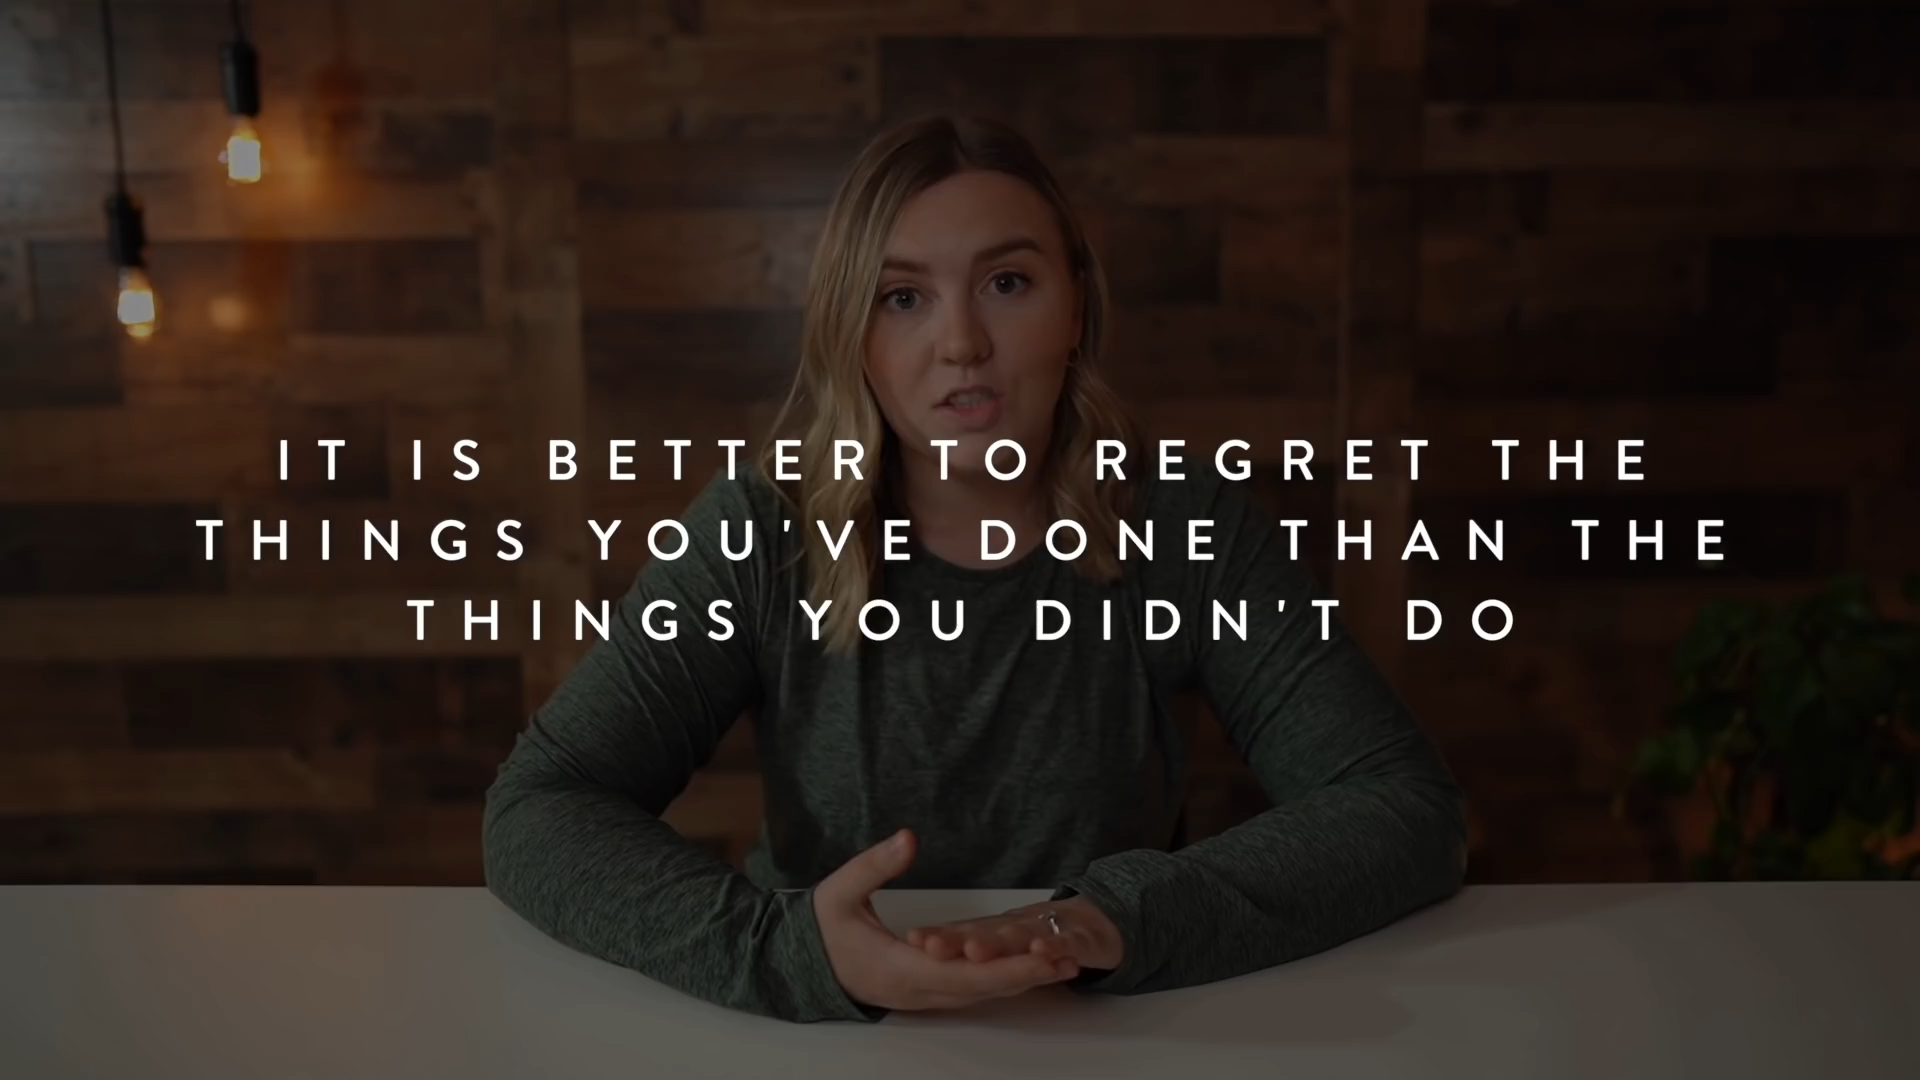 IT IS BETTER TO REGRET THE
THINGS YOU'VE DONE THAN THE
THINGS YOU DIDN'T DO